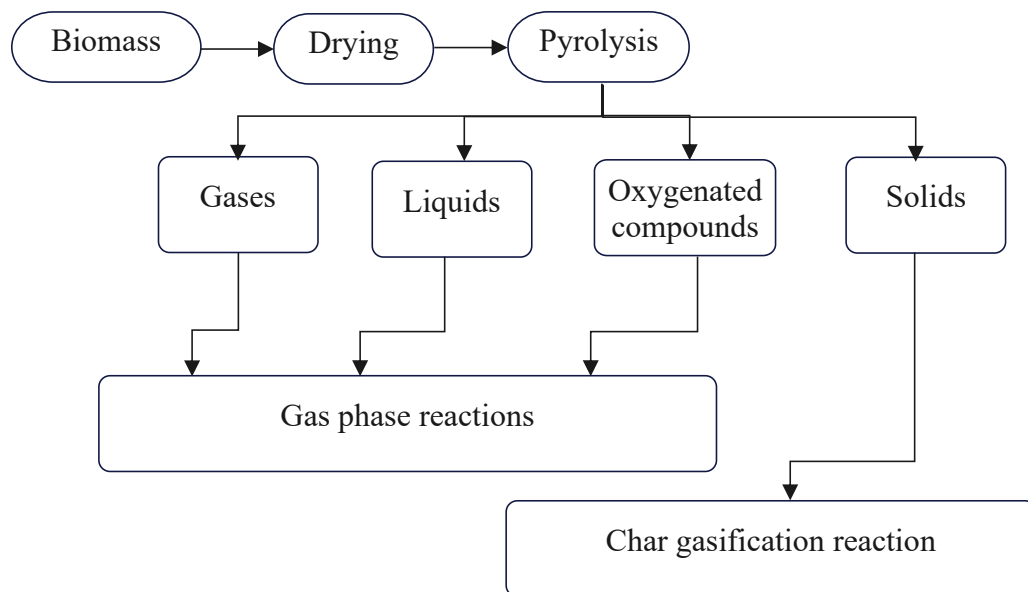 Biomass
Drying
Pyrolysis
Gases
Liquids
Oxygenated
compounds
Solids
Gas phase reactions
Char gasification reaction